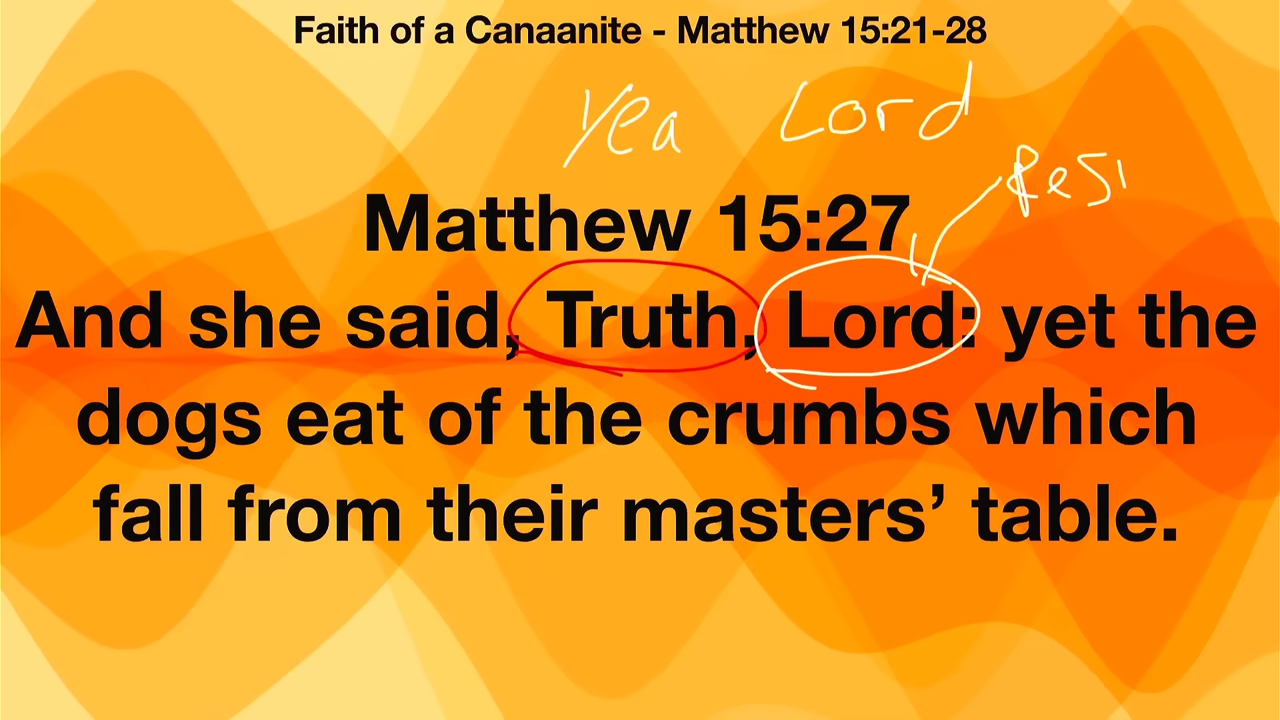 Faith of a Canaanite - Matthew 15:21-28
Yea Lord
ResI
Matthew 15:27
And she said, Truth, Lord: yet the
dogs eat of the crumbs which
fall from their masters’ table.